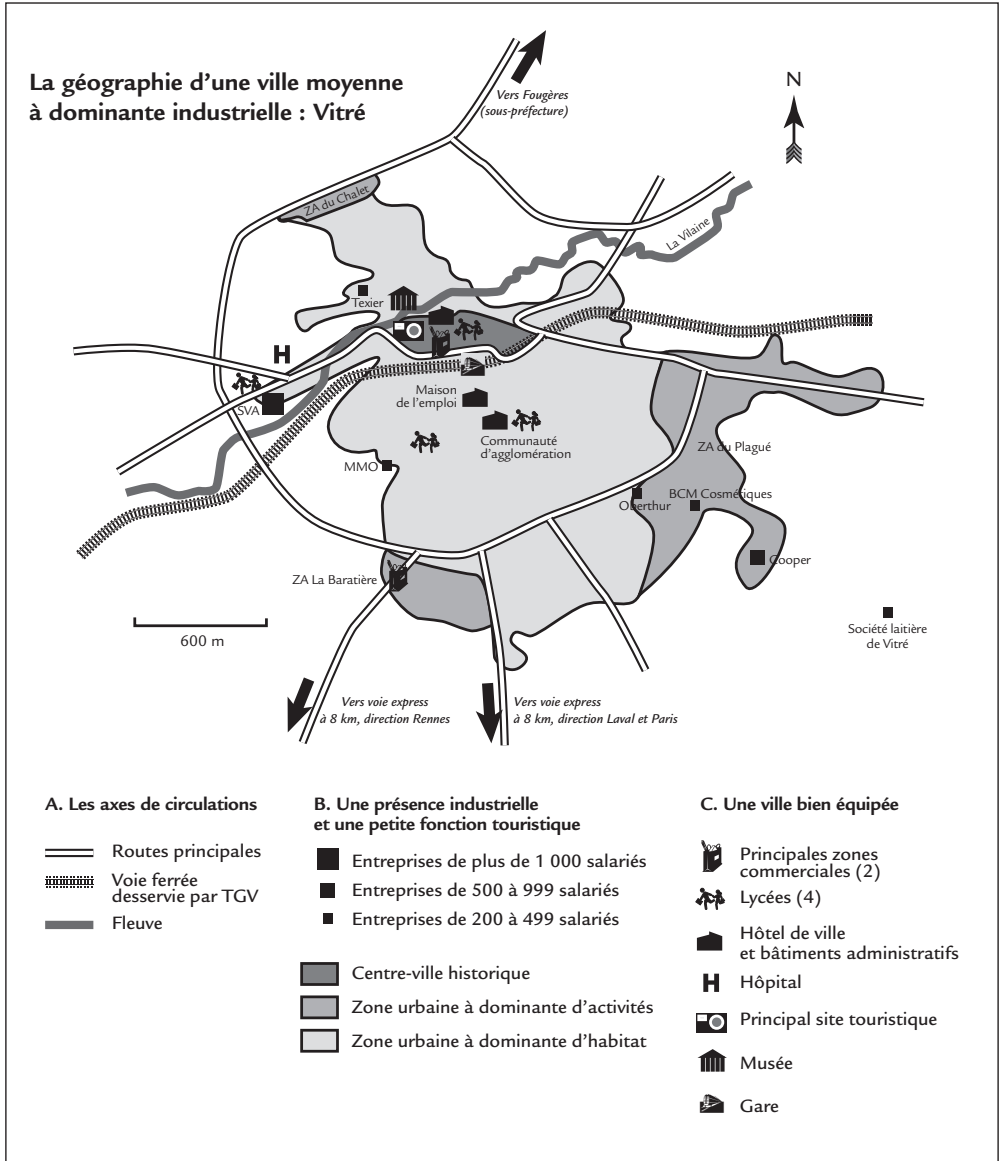 La géographie d'une ville moyenne
à dominante industrielle : Vitré
Vers Fougères
(sous-préfecture)
N
ZA du Chalet
La Vilaine
Texier
H
SVA
Maison
de l'emploi
Communauté
d'agglomération
MMO
ZA du Plagué
Oberthur
BCM Cosmétiques
Cooper
ZA La Baratière
600 m
Société laitière
de Vitré
Vers voie express
à 8 km, direction Rennes
Vers voie express
à 8 km, direction Laval et Paris
A. Les axes de circulations
Routes principales
Voie ferrée
desservie par TGV
Fleuve
B. Une présence industrielle
et une petite fonction touristique
Entreprises de plus de 1 000 salariés
Entreprises de 500 à 999 salariés
Entreprises de 200 à 499 salariés
Centre-ville historique
Zone urbaine à dominante d'activités
Zone urbaine à dominante d'habitat
C. Une ville bien équipée
Principales zones
commerciales (2)
Lycées (4)
Hôtel de ville
et bâtiments administratifs
H Hôpital
Principal site touristique
Musée
Gare